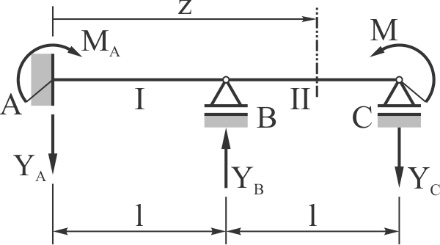 z
M_A M
A I B II C
Y_A Y_B Y_C
l l